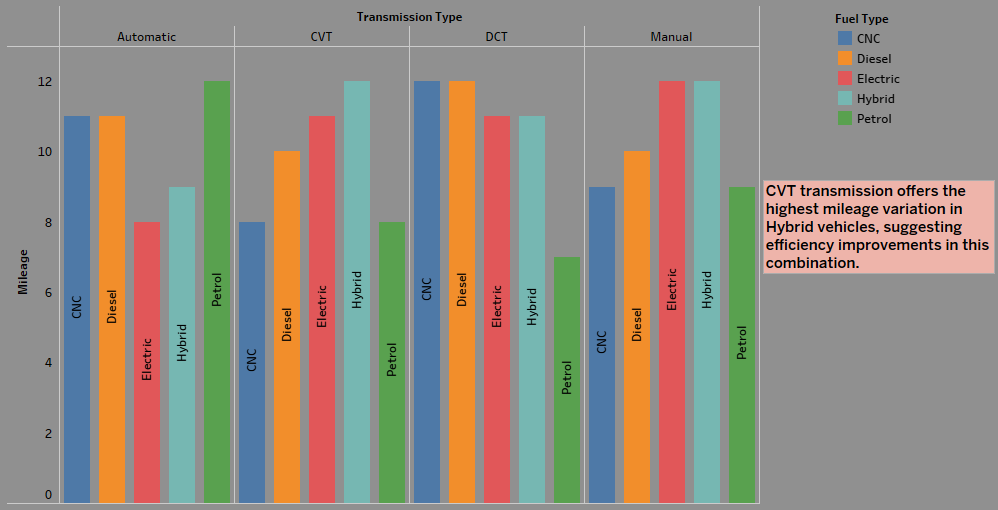 Transmission Type
Automatic CVT DCT Manual
Mileage
12
10
8
6
4
2
0
CNC Diesel Electric Hybrid Petrol
CNC Diesel Electric Hybrid Petrol
CNC Diesel Electric Hybrid Petrol
CNC Diesel Electric Hybrid Petrol
Fuel Type
CNC
Diesel
Electric
Hybrid
Petrol
CVT transmission offers the
highest mileage variation in
Hybrid vehicles, suggesting
efficiency improvements in this
combination.